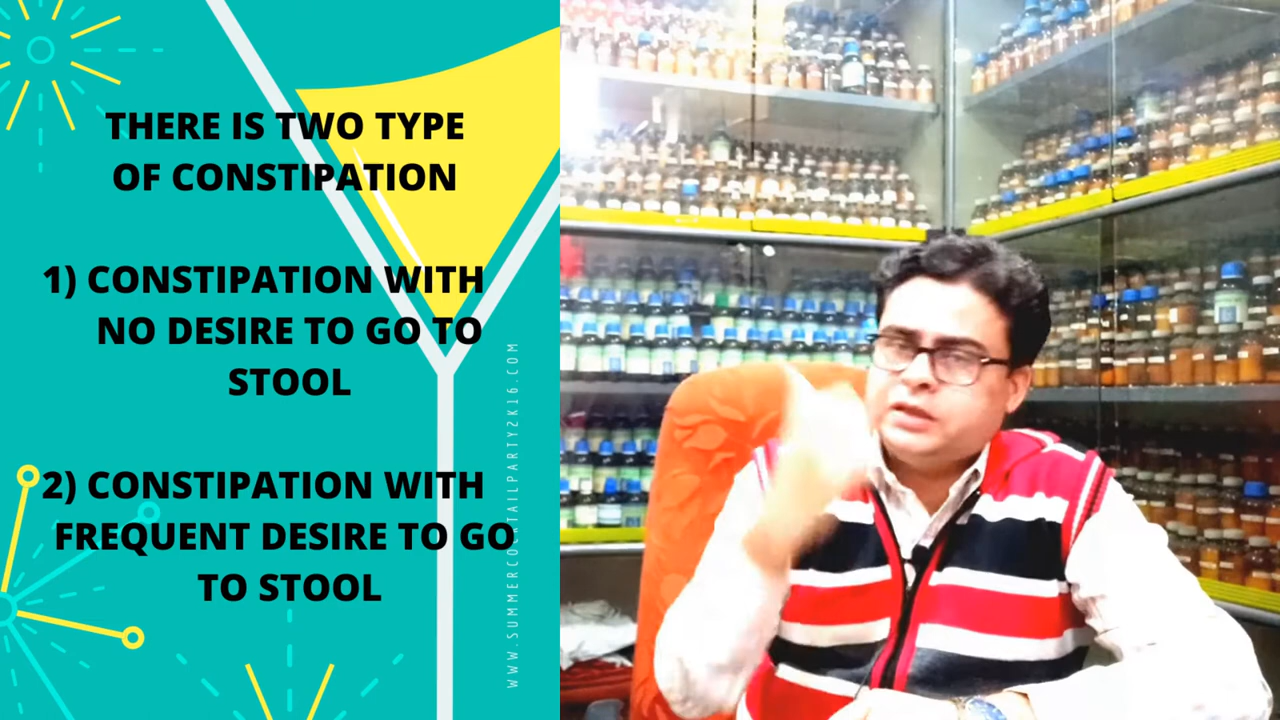 THERE IS TWO TYPE
OF CONSTIPATION
1) CONSTIPATION WITH
NO DESIRE TO GO TO
STOOL
2) CONSTIPATION WITH
FREQUENT DESIRE TO GO
TO STOOL
WWW.SUMMERCOCKTAILPARTY2K16.COM